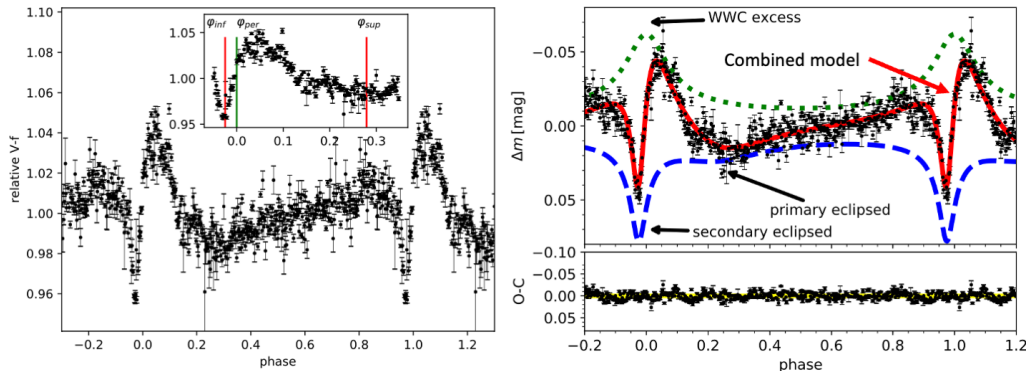 1.10
1.08
1.06
1.04
1.02
1.00
0.98
0.96
relative V-f
−0.2 0.0 0.2 0.4 0.6 0.8 1.0 1.2
phase
φinf φper φsup
1.05
1.00
0.95
0.0 0.1 0.2 0.3
−0.05
0.00
0.05
Δm [mag]
WWC excess
Combined model
primary eclipsed
secondary eclipsed
−0.10
−0.05
0.00
0.05
O-C
−0.2 0.0 0.2 0.4 0.6 0.8 1.0 1.2
phase